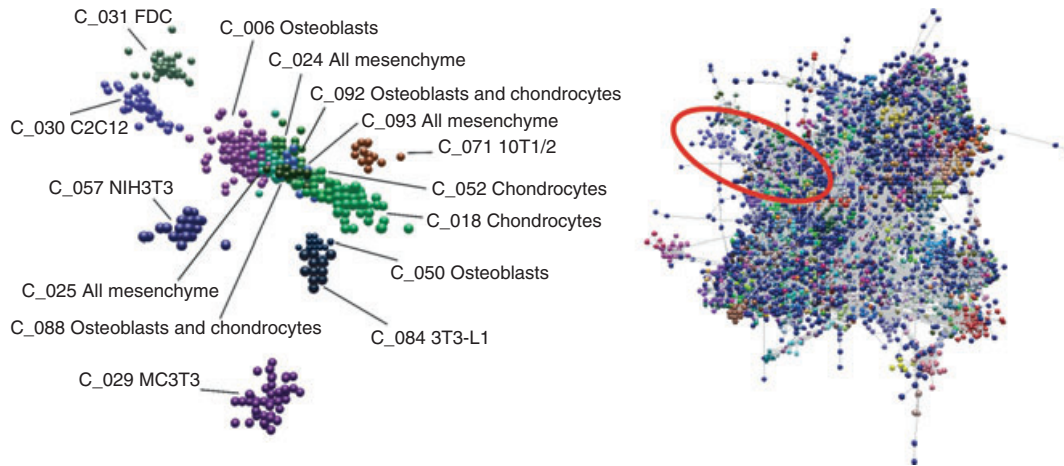 C_031 FDC
C_006 Osteoblasts
C_024 All mesenchyme
C_092 Osteoblasts and chondrocytes
C_093 All mesenchyme
C_030 C2C12
C_071 10T1/2
C_057 NIH3T3
C_052 Chondrocytes
C_018 Chondrocytes
C_050 Osteoblasts
C_025 All mesenchyme
C_088 Osteoblasts and chondrocytes
C_084 3T3-L1
C_029 MC3T3